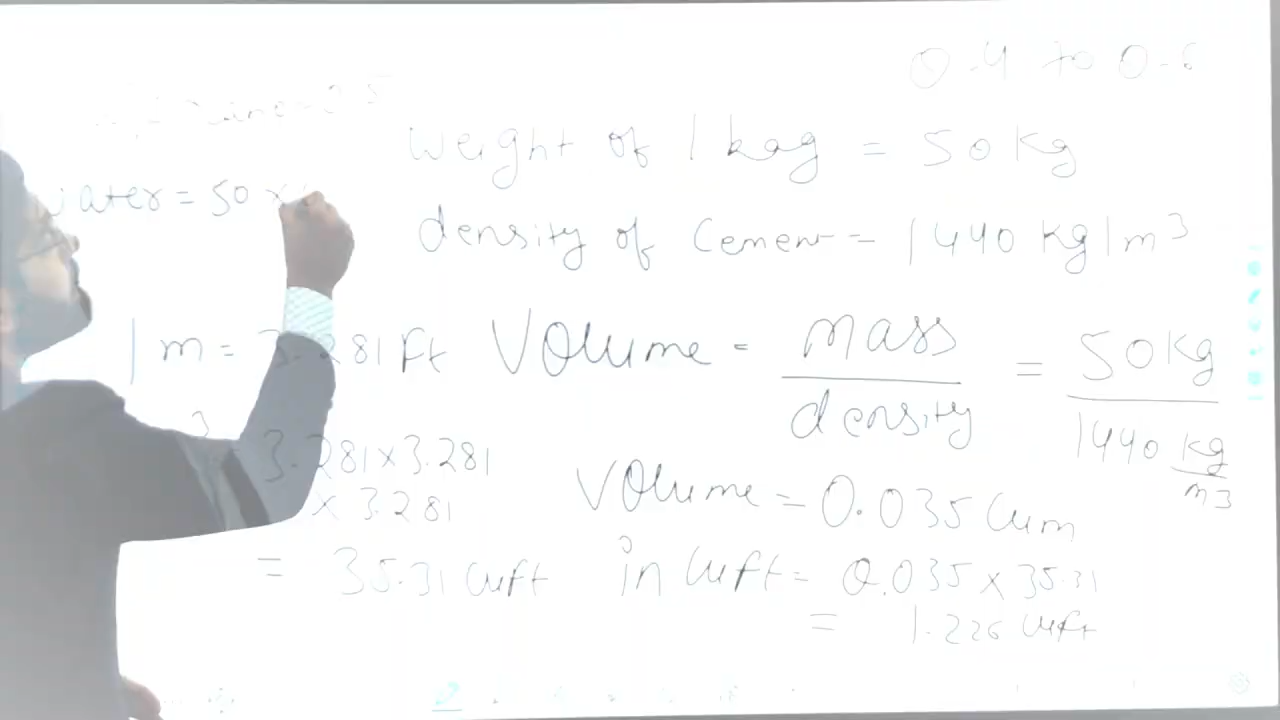 0.4 to 0.6
Weight of 1 bag = 50 Kg
water = 50 ×
density of Cement = 1440 Kg/m3
1 m = 3.281 Ft
Volume = mass / density = 50 Kg / 1440 Kg/m3
3
3.281 × 3.281
× 3.281
= 35.31 Cuft
Volume = 0.035 Cum
in Cuft = 0.035 × 35.31
= 1.226 Cuft